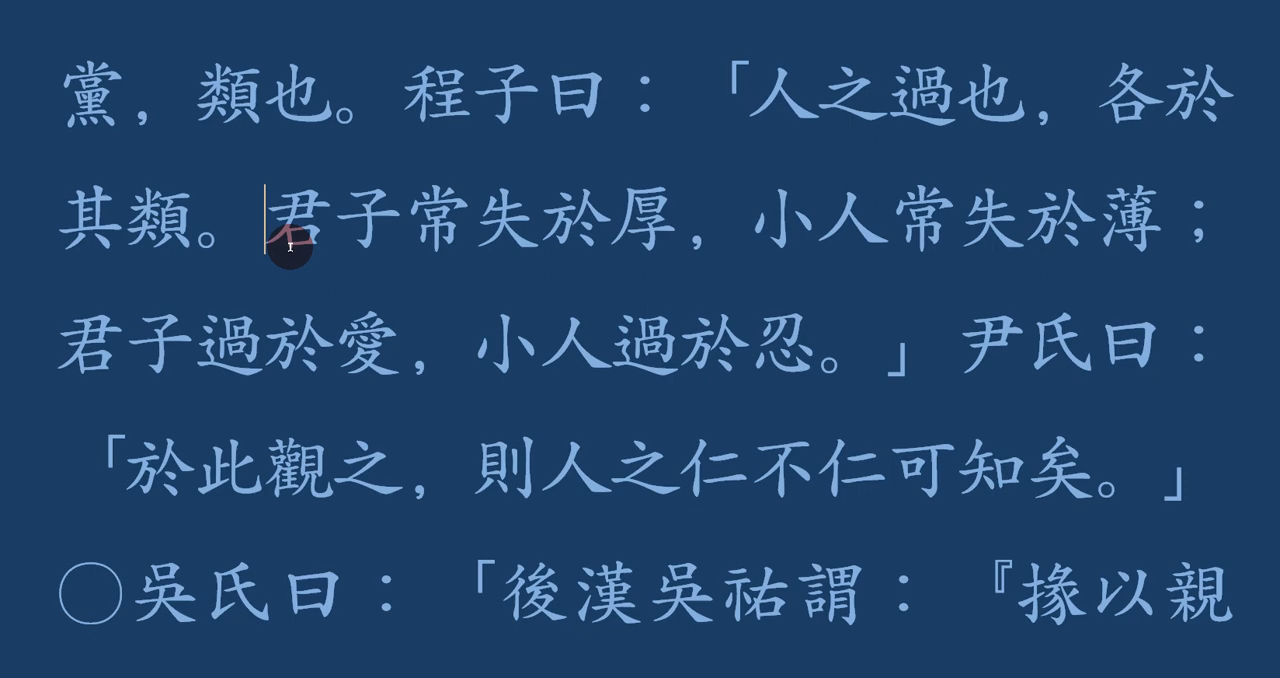 黨，類也。程子曰：「人之過也，各於
其類。君子常失於厚，小人常失於薄；
君子過於愛，小人過於忍。」尹氏曰：
「於此觀之，則人之仁不仁可知矣。」
○吳氏曰：「後漢吳祐謂：『掾以親